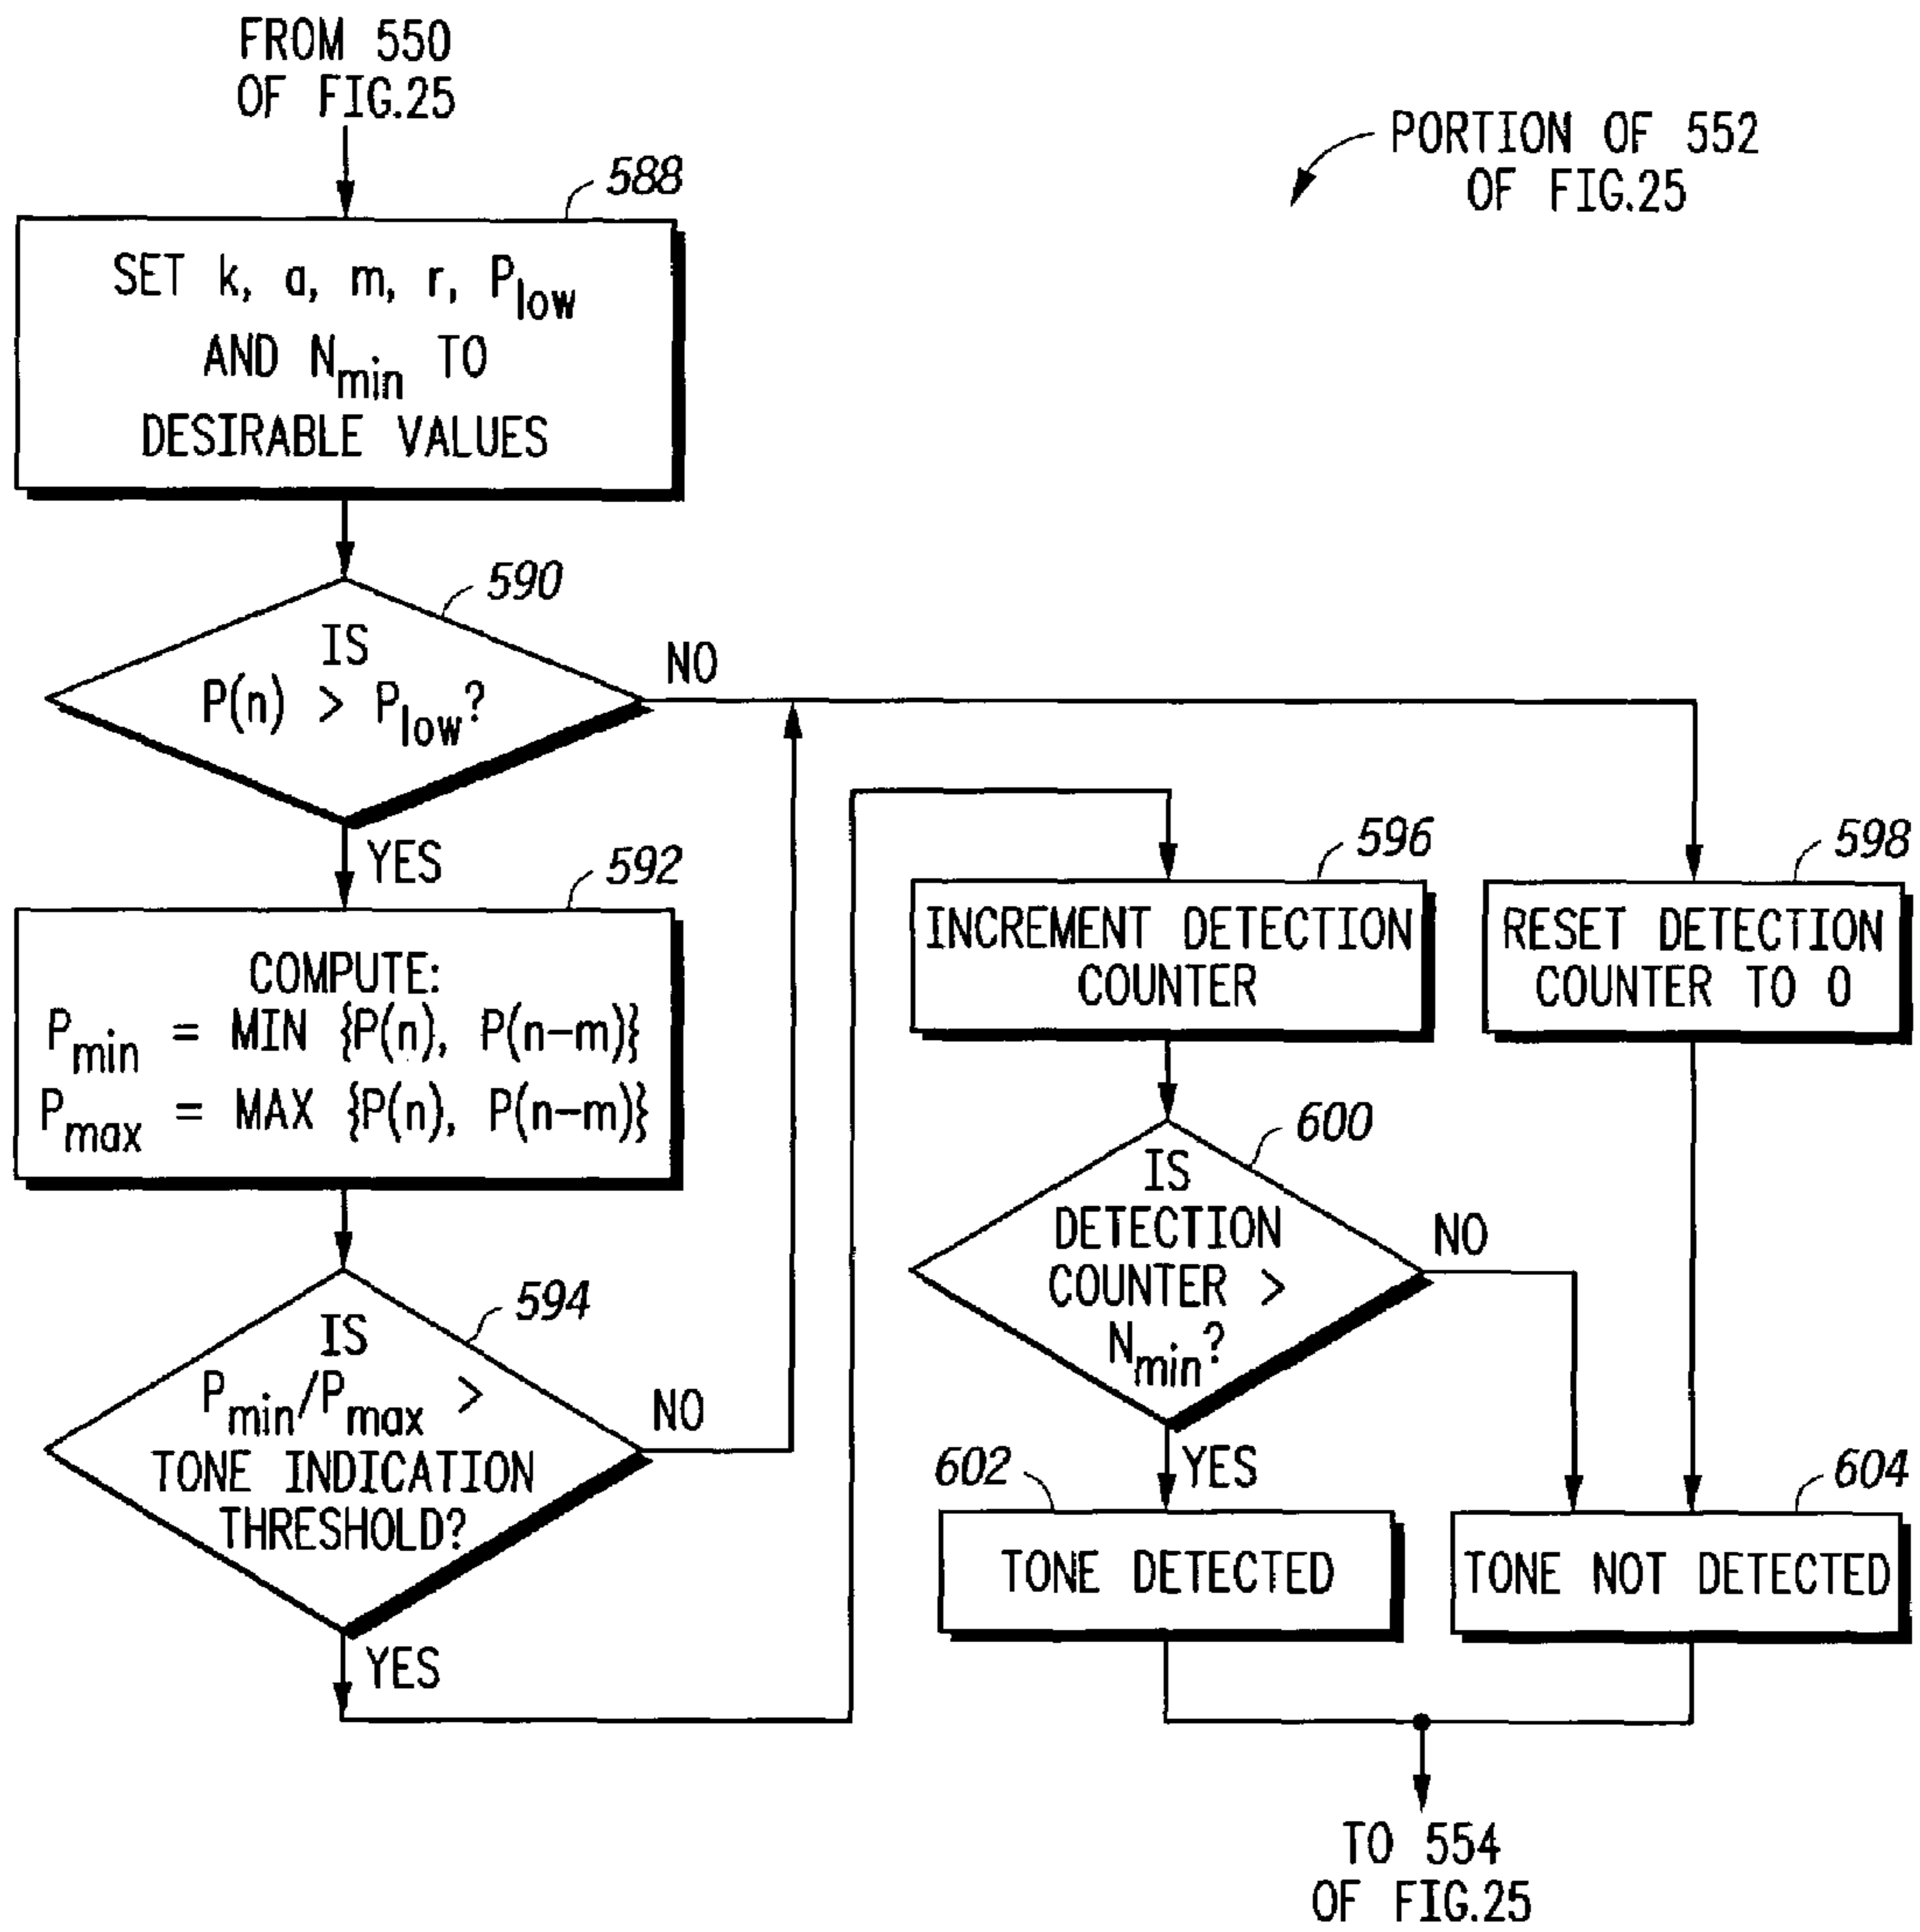 FROM 550
OF FIG.25
PORTION OF 552
OF FIG.25
588
SET k, a, m, r, Plow
AND Nmin TO
DESIRABLE VALUES
590
IS
P(n) > Plow?
NO
YES
592
COMPUTE:
Pmin = MIN {P(n), P(n-m)}
Pmax = MAX {P(n), P(n-m)}
594
IS
Pmin/Pmax >
TONE INDICATION
THRESHOLD?
NO
YES
596
INCREMENT DETECTION
COUNTER
598
RESET DETECTION
COUNTER TO 0
600
IS
DETECTION
COUNTER >
Nmin?
NO
YES
602
TONE DETECTED
604
TONE NOT DETECTED
TO 554
OF FIG.25